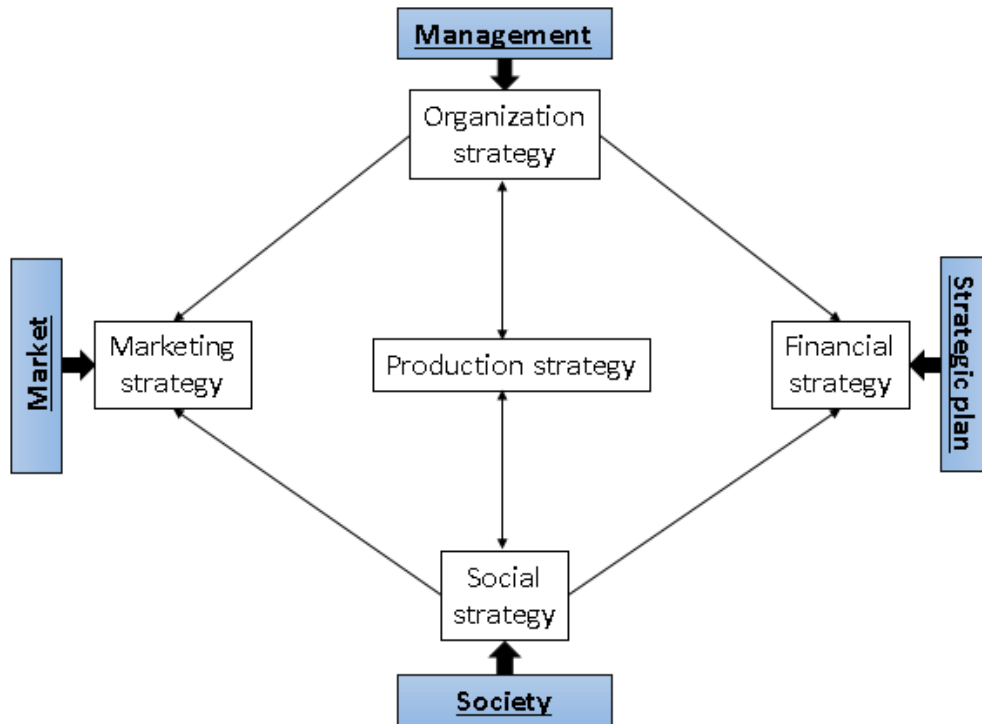 Management
Organization
strategy
Market
Marketing
strategy
Production strategy
Financial
strategy
Strategic plan
Social
strategy
Society